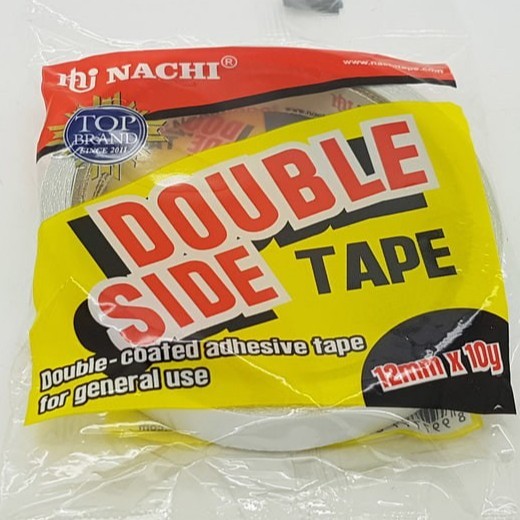 NACHI®
www.nachitape.com
TOP
BRAND
SINCE 2011
DOUBLE
SIDE TAPE
Double-coated adhesive tape
for general use
12mm x 10y